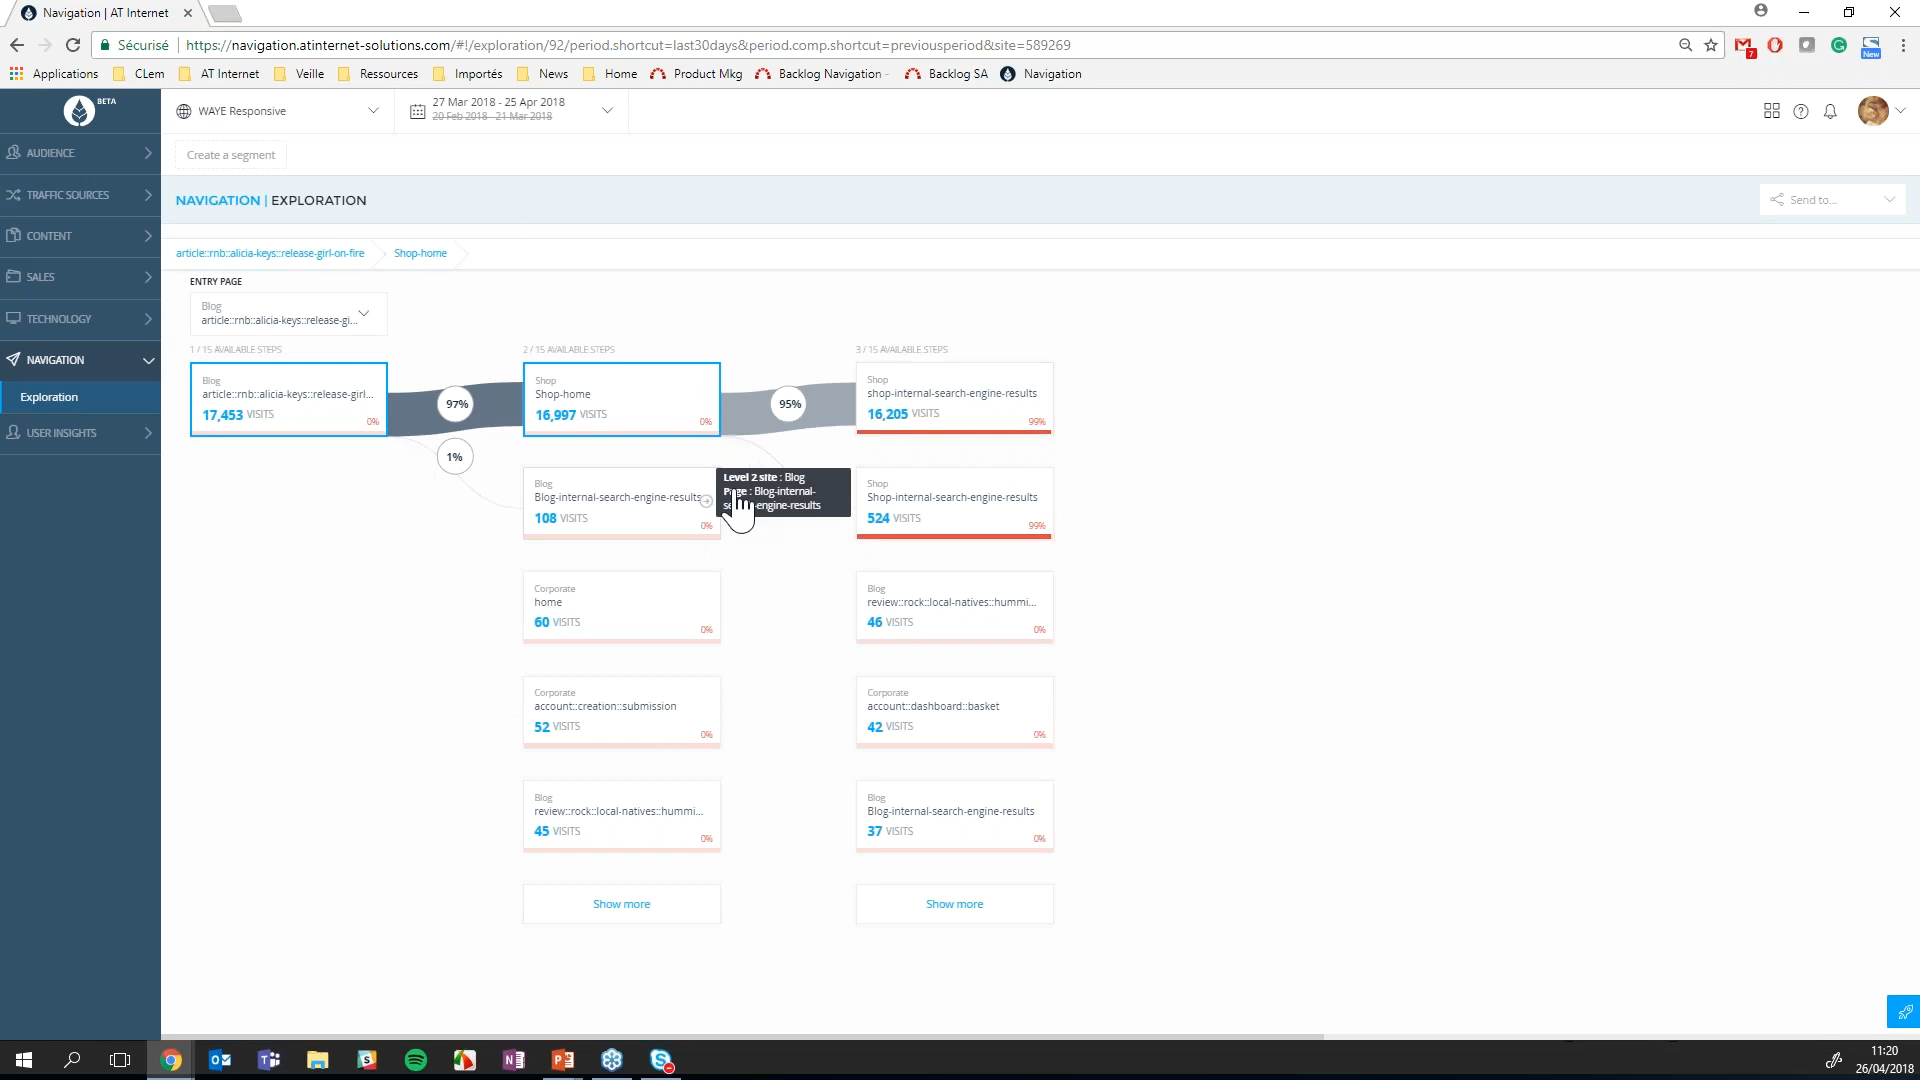 Navigation | AT Internet
Sécurisé
https://navigation.atinternet-solutions.com/#!/exploration/92/period.shortcut=last30days&period.comp.shortcut=previousperiod&site=589269
7
New
Applications
CLem
AT Internet
Veille
Ressources
Importés
News
Home
Product Mkg
Backlog Navigation -
Backlog SA
Navigation
BETA
WAYE Responsive
27 Mar 2018 - 25 Apr 2018
20 Feb 2018 - 21 Mar 2018
AUDIENCE
TRAFFIC SOURCES
CONTENT
SALES
TECHNOLOGY
NAVIGATION
Exploration
USER INSIGHTS
Create a segment
NAVIGATION | EXPLORATION
Send to...
article::rnb::alicia-keys::release-girl-on-fire
Shop-home
ENTRY PAGE
Blog
article::rnb::alicia-keys::release-gi...
1 / 15 AVAILABLE STEPS
Blog
article::rnb::alicia-keys::release-girl...
17,453 VISITS
0%
97%
1%
2 / 15 AVAILABLE STEPS
Shop
Shop-home
16,997 VISITS
0%
95%
Blog
Blog-internal-search-engine-results
108 VISITS
0%
Level 2 site : Blog
Page : Blog-internal-
-engine-results
Corporate
home
60 VISITS
0%
Corporate
account::creation::submission
52 VISITS
0%
Blog
review::rock::local-natives::hummi...
45 VISITS
0%
Show more
3 / 15 AVAILABLE STEPS
Shop
shop-internal-search-engine-results
16,205 VISITS
99%
Shop
Shop-internal-search-engine-results
524 VISITS
99%
Blog
review::rock::local-natives::hummi...
46 VISITS
0%
Corporate
account::dashboard::basket
42 VISITS
0%
Blog
Blog-internal-search-engine-results
37 VISITS
0%
Show more
11:20
26/04/2018